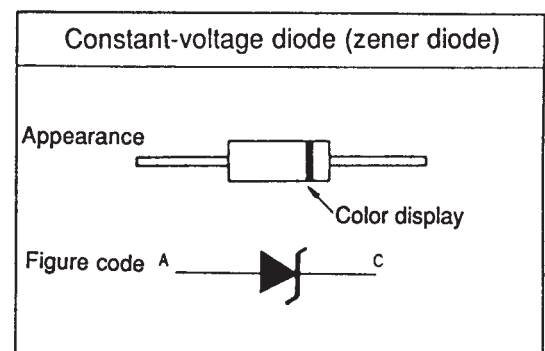 Constant-voltage diode (zener diode)
Appearance
Color display
Figure code A C